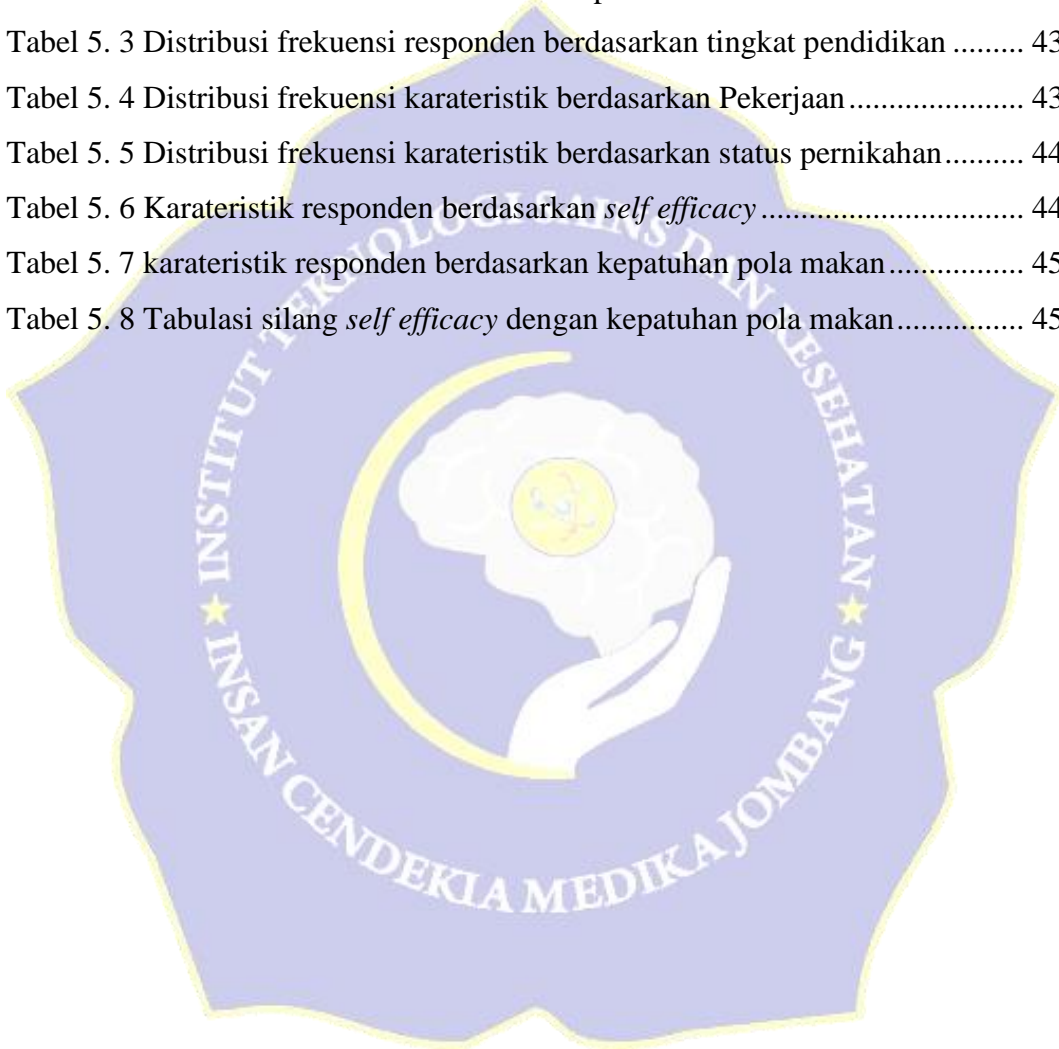 Tabel 5. 3 Distribusi frekuensi responden berdasarkan tingkat pendidikan ......... 43
Tabel 5. 4 Distribusi frekuensi karateristik berdasarkan Pekerjaan...................... 43
Tabel 5. 5 Distribusi frekuensi karateristik berdasarkan status pernikahan.......... 44
Tabel 5. 6 Karateristik responden berdasarkan self efficacy................................ 44
Tabel 5. 7 karateristik responden berdasarkan kepatuhan pola makan................ 45
Tabel 5. 8 Tabulasi silang self efficacy dengan kepatuhan pola makan............... 45
INSTITUT TEKNOLOGI SAINS DAN KESEHATAN
INSAN CENDEKIA MEDIKA JOMBANG